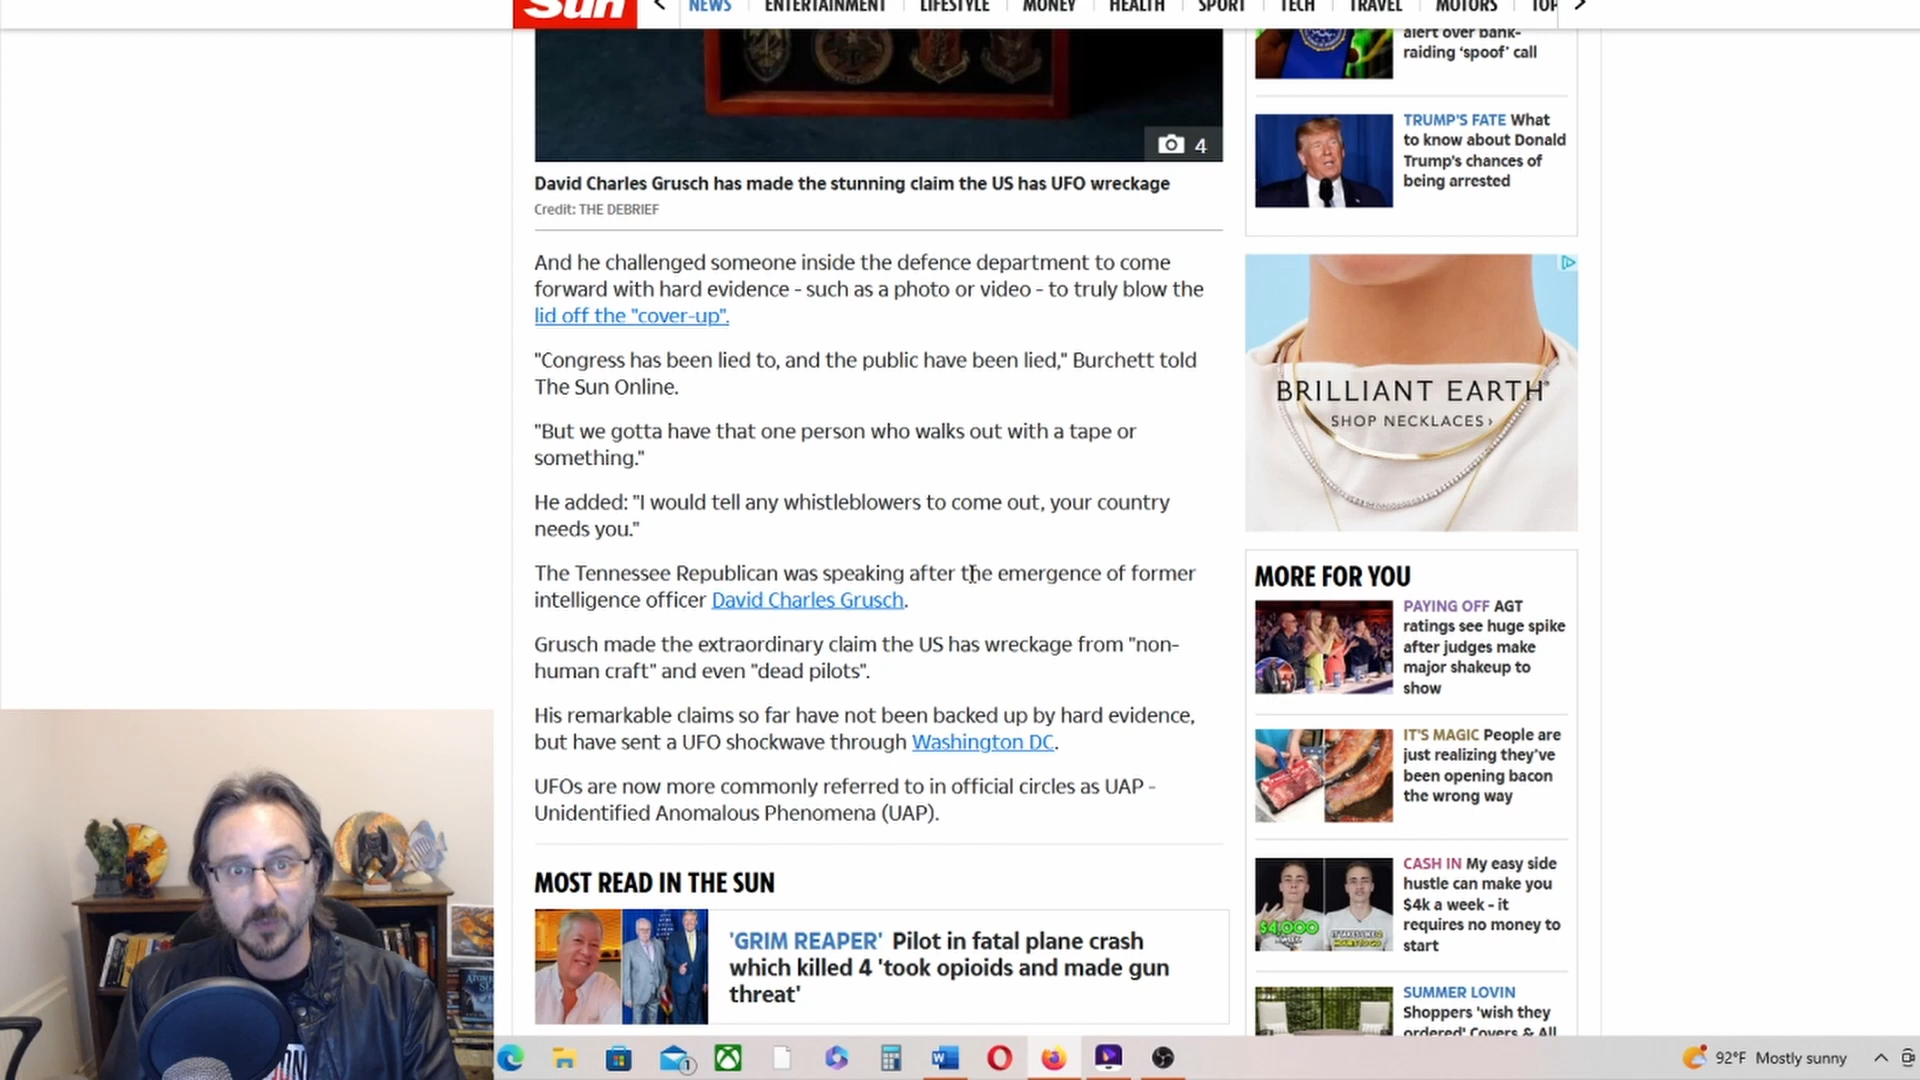 Sun
NEWS
ENTERTAINMENT
LIFESTYLE
MONEY
HEALTH
SPORT
TECH
TRAVEL
MOTORS
TOP
4
David Charles Grusch has made the stunning claim the US has UFO wreckage
Credit: THE DEBRIEF
And he challenged someone inside the defence department to come
forward with hard evidence - such as a photo or video - to truly blow the
lid off the "cover-up".
"Congress has been lied to, and the public have been lied," Burchett told
The Sun Online.
"But we gotta have that one person who walks out with a tape or
something."
He added: "I would tell any whistleblowers to come out, your country
needs you."
The Tennessee Republican was speaking after the emergence of former
intelligence officer David Charles Grusch.
Grusch made the extraordinary claim the US has wreckage from "non-
human craft" and even "dead pilots".
His remarkable claims so far have not been backed up by hard evidence,
but have sent a UFO shockwave through Washington DC.
UFOs are now more commonly referred to in official circles as UAP -
Unidentified Anomalous Phenomena (UAP).
MOST READ IN THE SUN
'GRIM REAPER' Pilot in fatal plane crash
which killed 4 'took opioids and made gun
threat'
alert over bank-
raiding 'spoof' call
TRUMP'S FATE What
to know about Donald
Trump's chances of
being arrested
BRILLIANT EARTH
SHOP NECKLACES ›
MORE FOR YOU
PAYING OFF AGT
ratings see huge spike
after judges make
major shakeup to
show
IT'S MAGIC People are
just realizing they've
been opening bacon
the wrong way
CASH IN My easy side
hustle can make you
$4k a week - it
requires no money to
start
$4,000
SUMMER LOVIN
Shoppers 'wish they
ordered' Covers & All
1
92°F Mostly sunny